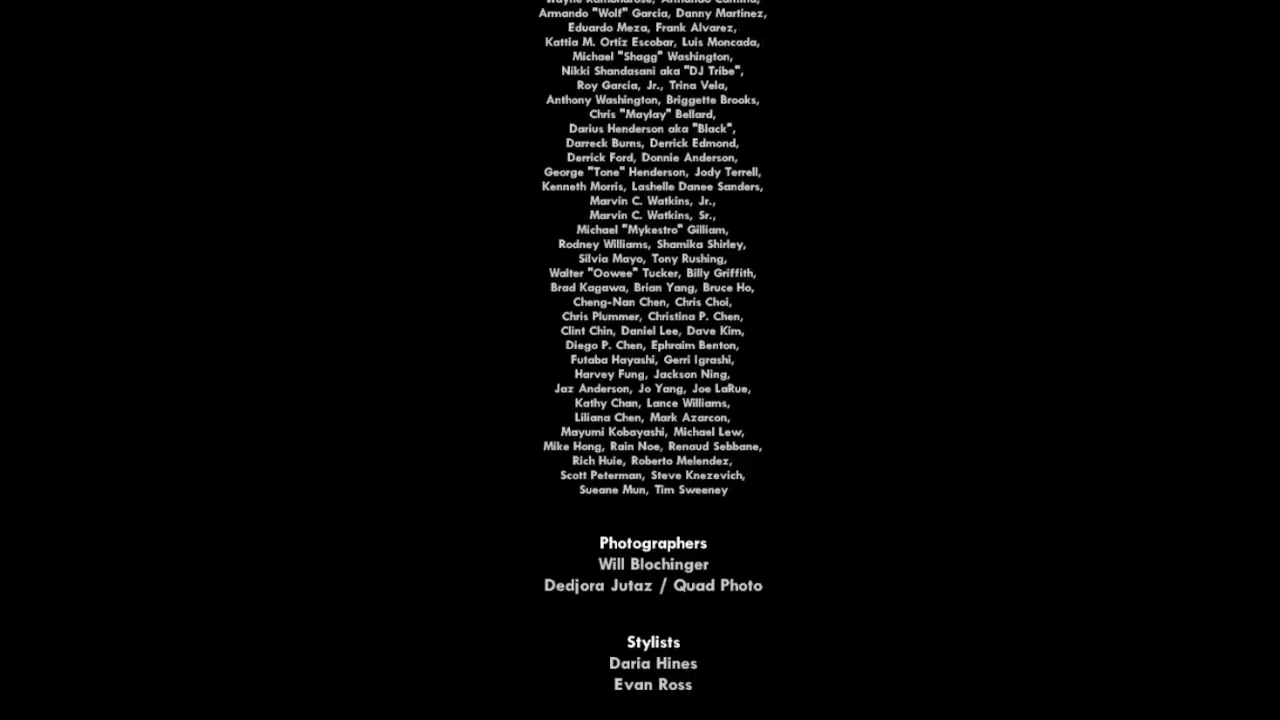 Armando "Wolf" Garcia, Danny Martinez,
Eduardo Meza, Frank Alvarez,
Kattia M. Ortiz Escobar, Luis Moncada,
Michael "Shagg" Washington,
Nikki Shandasani aka "DJ Tribe",
Roy Garcia, Jr., Trina Vela,
Anthony Washington, Briggette Brooks,
Chris "Maylay" Bellard,
Darius Henderson aka "Black",
Darreck Burns, Derrick Edmond,
Derrick Ford, Donnie Anderson,
George "Tone" Henderson, Jody Terrell,
Kenneth Morris, Lashelle Danee Sanders,
Marvin C. Watkins, Jr.,
Marvin C. Watkins, Sr.,
Michael "Mykestro" Gilliam,
Rodney Williams, Shamika Shirley,
Silvia Mayo, Tony Rushing,
Walter "Oowee" Tucker, Billy Griffith,
Brad Kagawa, Brian Yang, Bruce Ho,
Cheng-Nan Chen, Chris Choi,
Chris Plummer, Christina P. Chen,
Clint Chin, Daniel Lee, Dave Kim,
Diego P. Chen, Ephraim Benton,
Futaba Hayashi, Gerri Igrashi,
Harvey Fung, Jackson Ning,
Jaz Anderson, Jo Yang, Joe LaRue,
Kathy Chan, Lance Williams,
Liliana Chen, Mark Azarcon,
Mayumi Kobayashi, Michael Lew,
Mike Hong, Rain Noe, Renaud Sebbane,
Rich Huie, Roberto Melendez,
Scott Peterman, Steve Knezevich,
Sueane Mun, Tim Sweeney
Photographers
Will Blochinger
Dedjora Jutaz / Quad Photo
Stylists
Daria Hines
Evan Ross